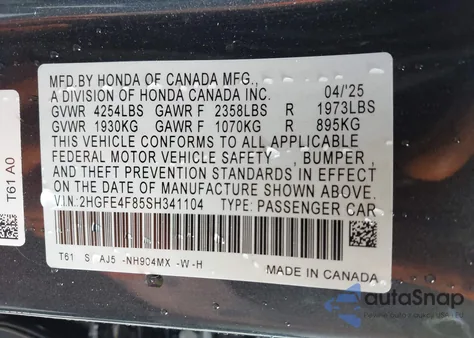 MFD.BY HONDA OF CANADA MFG.,
A DIVISION OF HONDA CANADA INC. 04/'25
GVWR 4254LBS GAWR F 2358LBS R 1973LBS
GVWR 1930KG GAWR F 1070KG R 895KG
THIS VEHICLE CONFORMS TO ALL APPLICABLE
FEDERAL MOTOR VEHICLE SAFETY , BUMPER ,
AND THEFT PREVENTION STANDARDS IN EFFECT
ON THE DATE OF MANUFACTURE SHOWN ABOVE.
VIN:2HGFE4F85SH341104 TYPE: PASSENGER CAR
T61 S AJ5 -NH904MX -W-H
MADE IN CANADA
T61 A0
autoSnap